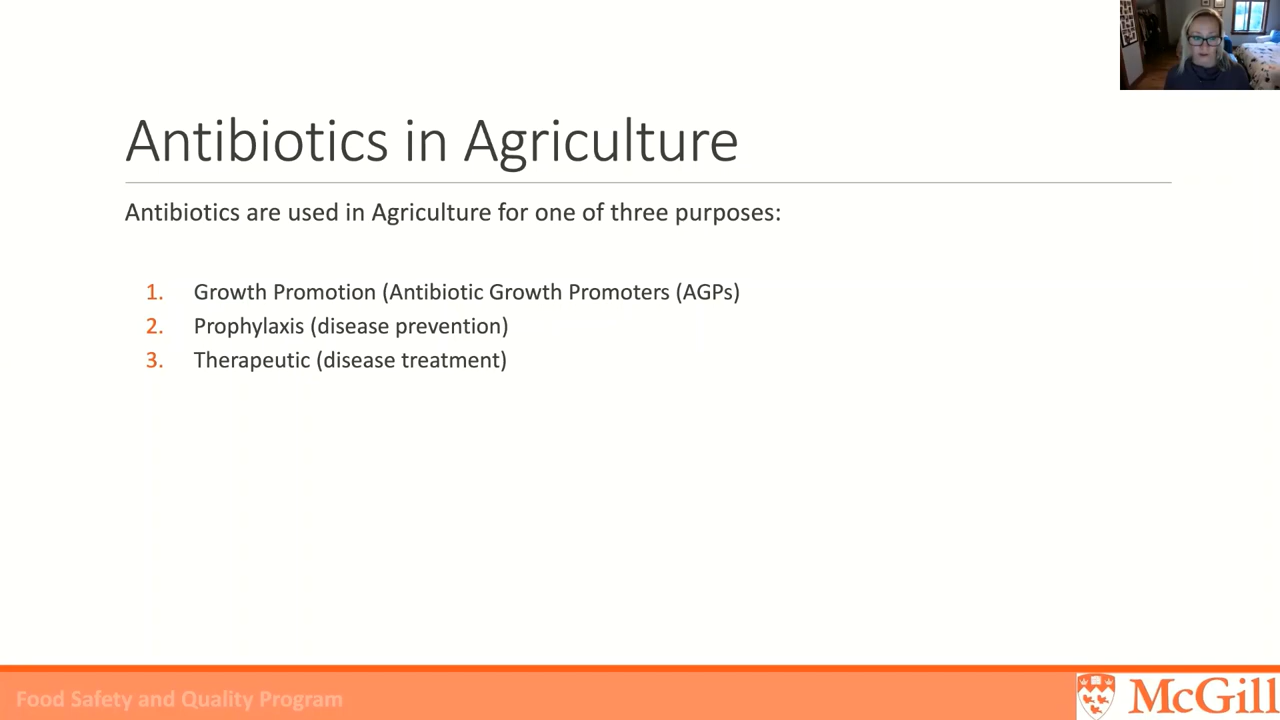 Antibiotics in Agriculture
Antibiotics are used in Agriculture for one of three purposes:
1. Growth Promotion (Antibiotic Growth Promoters (AGPs)
2. Prophylaxis (disease prevention)
3. Therapeutic (disease treatment)
Food Safety and Quality Program
McGill